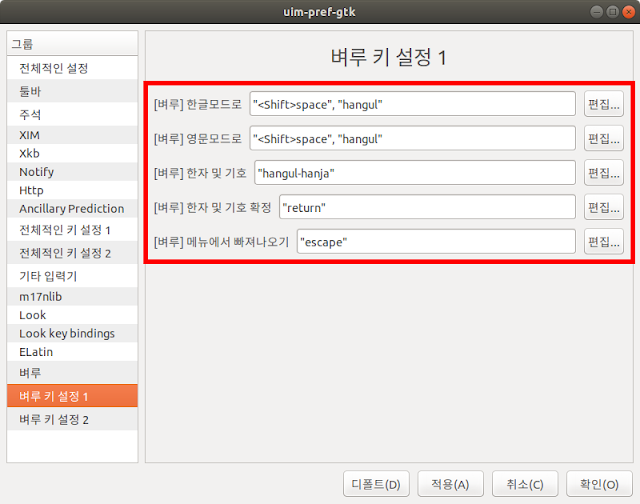 uim-pref-gtk
그룹
전체적인 설정
툴바
주석
XIM
Xkb
Notify
Http
Ancillary Prediction
전체적인 키 설정 1
전체적인 키 설정 2
기타 입력기
m17nlib
Look
Look key bindings
ELatin
벼루
벼루 키 설정 1
벼루 키 설정 2
벼루 키 설정 1
[벼루] 한글모드로 "<Shift>space", "hangul" 편집...
[벼루] 영문모드로 "<Shift>space", "hangul" 편집...
[벼루] 한자 및 기호 "hangul-hanja" 편집...
[벼루] 한자 및 기호 확정 "return" 편집...
[벼루] 메뉴에서 빠져나오기 "escape" 편집...
디폴트(D) 적용(A) 취소(C) 확인(O)